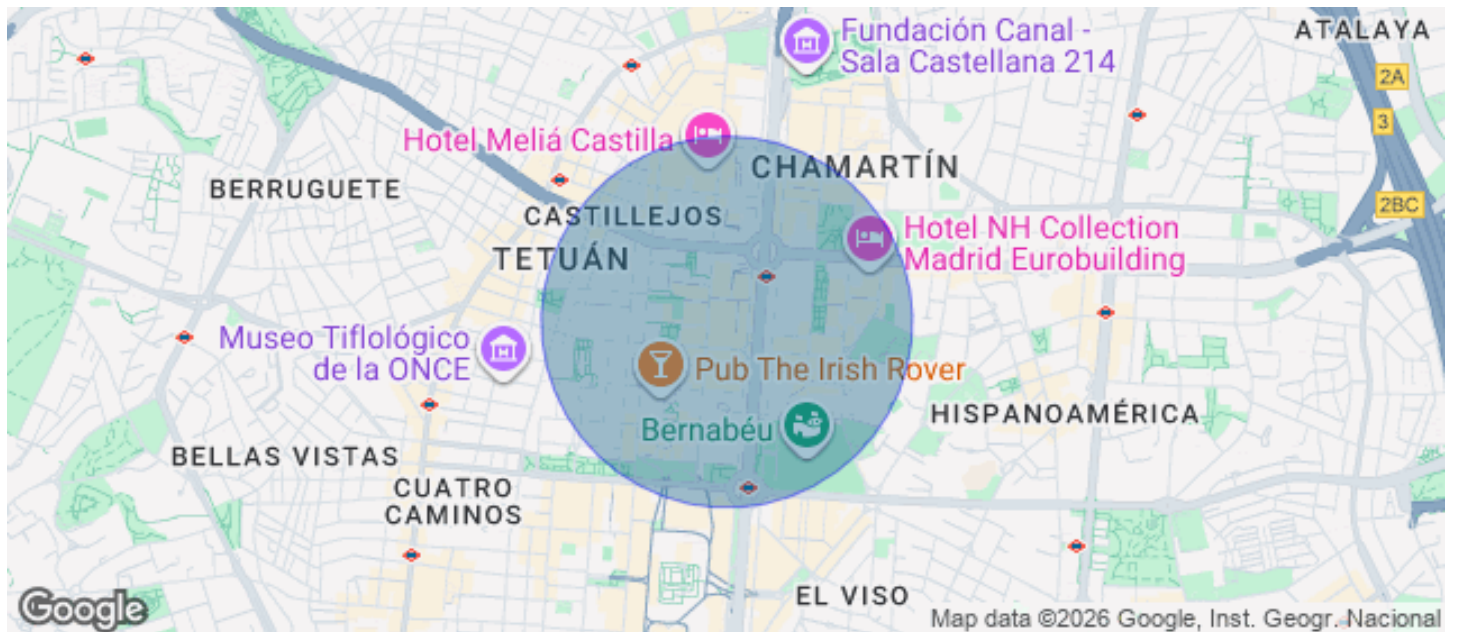 Fundación Canal -
Sala Castellana 214
ATALAYA
2A
3
Hotel Meliá Castilla
CHAMARTÍN
BERRUGUETE
2BC
CASTILLEJOS
Hotel NH Collection
Madrid Eurobuilding
TETUÁN
Museo Tiflológico
de la ONCE
Pub The Irish Rover
HISPANOAMÉRICA
Bernabéu
BELLAS VISTAS
CUATRO
CAMINOS
EL VISO
Google
Map data ©2026 Google, Inst. Geogr. Nacional